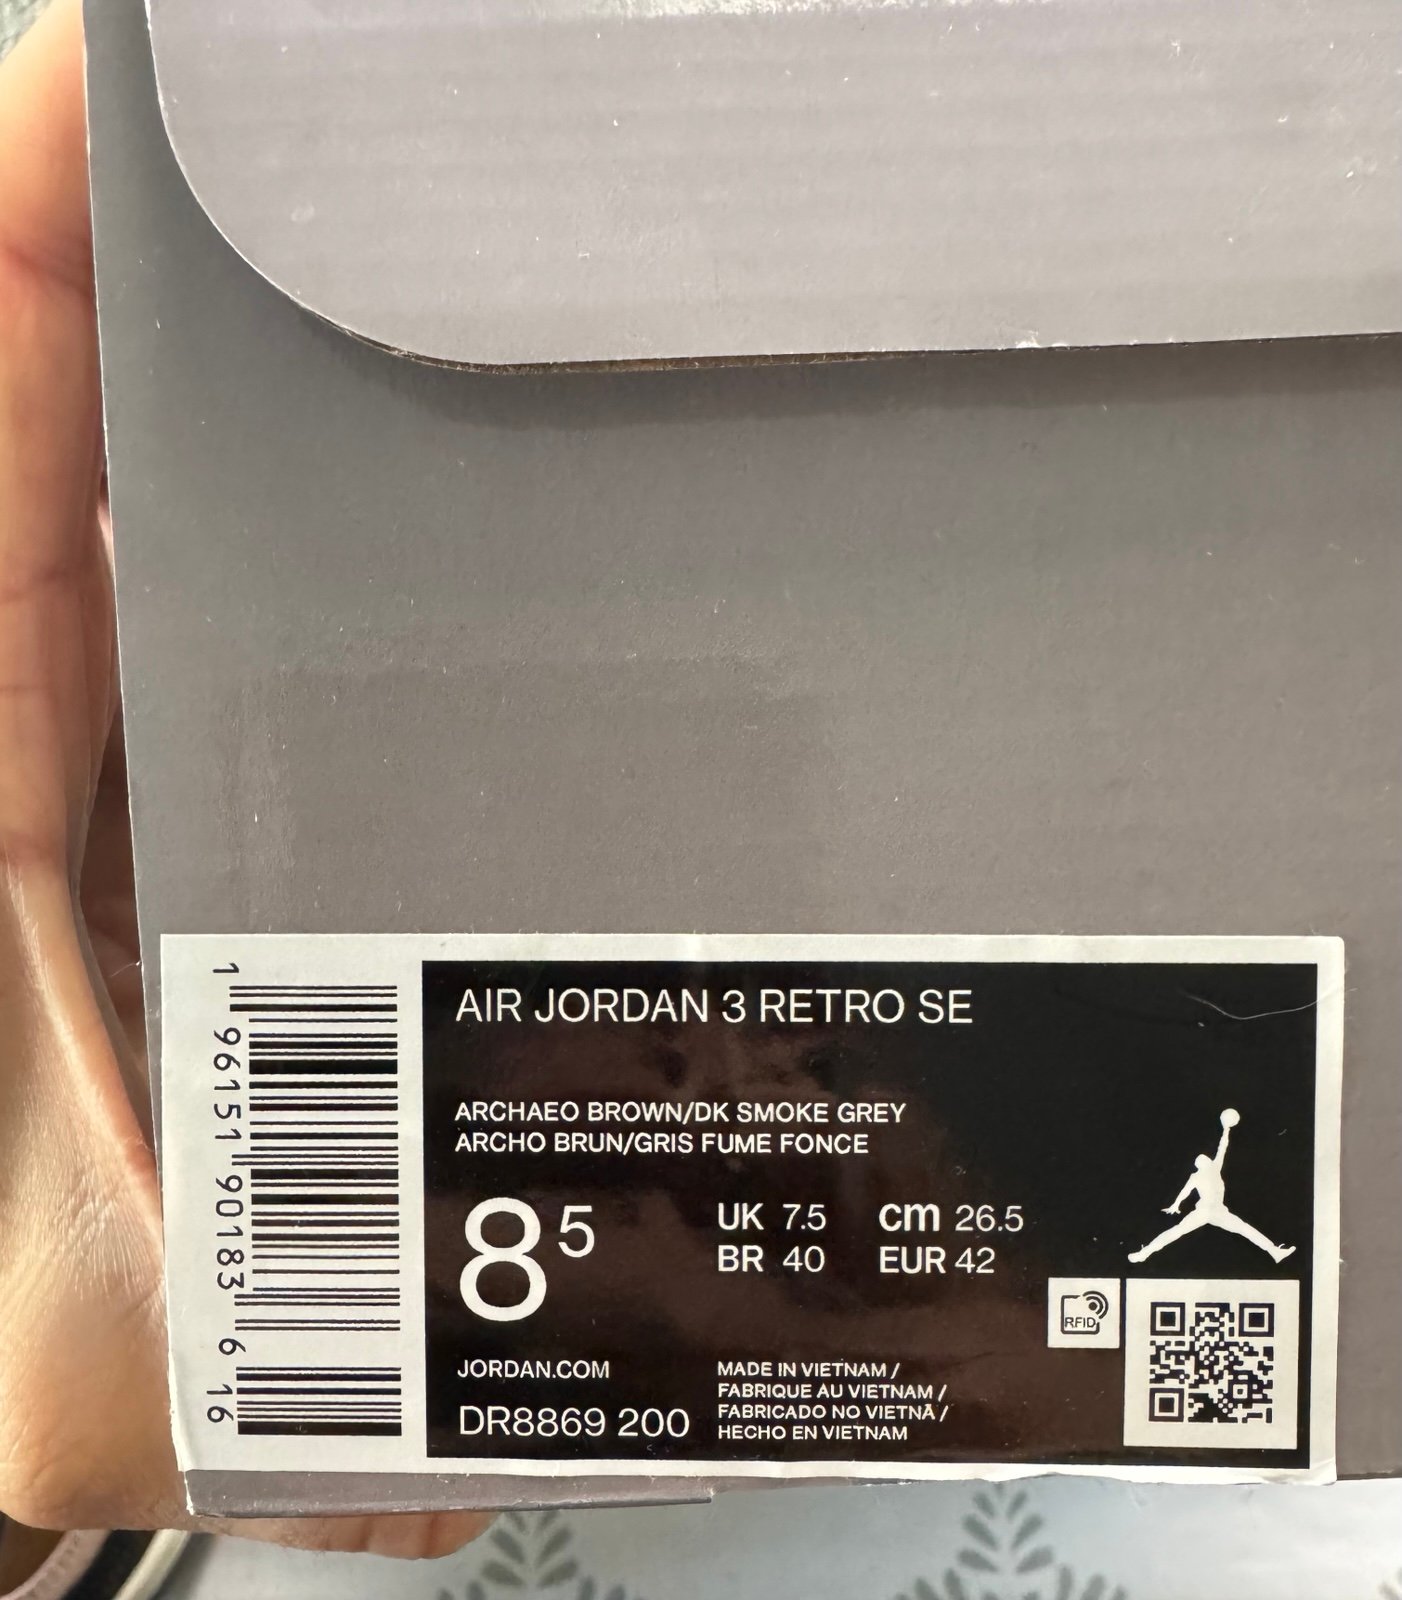 1 96151 90183 6 16
AIR JORDAN 3 RETRO SE
ARCHAEO BROWN/DK SMOKE GREY
ARCHO BRUN/GRIS FUME FONCE
8 5
UK 7.5 cm 26.5
BR 40 EUR 42
RFID
JORDAN.COM
DR8869 200
MADE IN VIETNAM /
FABRIQUE AU VIETNAM /
FABRICADO NO VIETNÃ /
HECHO EN VIETNAM